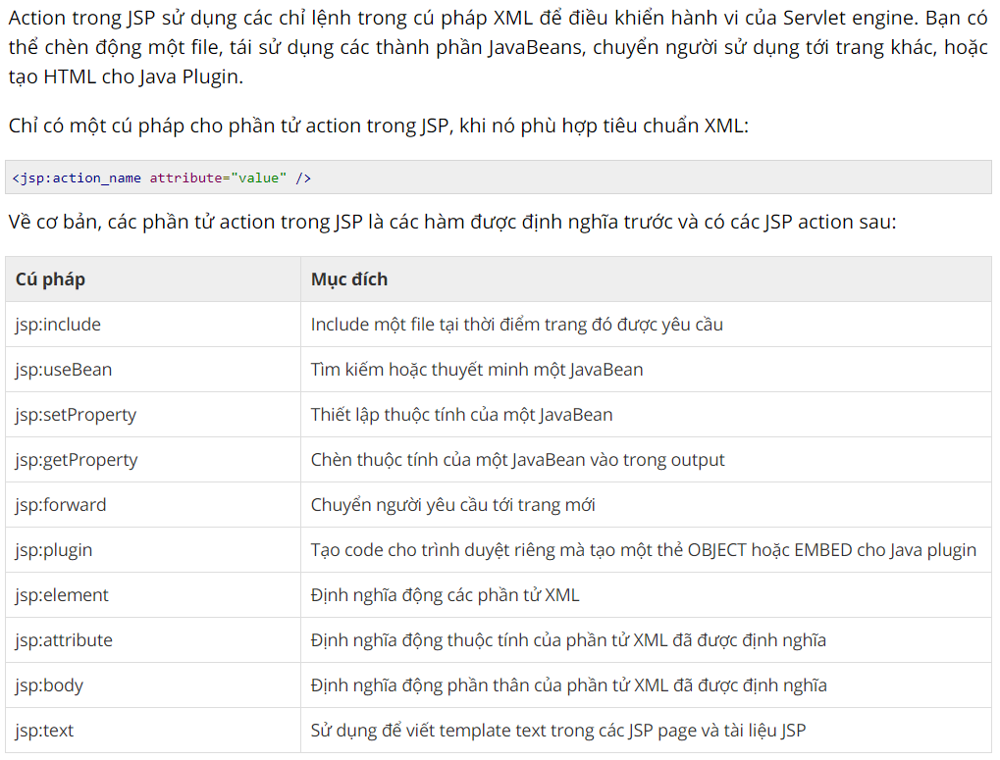 Action trong JSP sử dụng các chỉ lệnh trong cú pháp XML để điều khiển hành vi của Servlet engine. Bạn có
thể chèn động một file, tái sử dụng các thành phần JavaBeans, chuyển người sử dụng tới trang khác, hoặc
tạo HTML cho Java Plugin.
Chỉ có một cú pháp cho phần tử action trong JSP, khi nó phù hợp tiêu chuẩn XML:
<jsp:action_name attribute="value" />
Về cơ bản, các phần tử action trong JSP là các hàm được định nghĩa trước và có các JSP action sau:
Cú pháp Mục đích
jsp:include Include một file tại thời điểm trang đó được yêu cầu
jsp:useBean Tìm kiếm hoặc thuyết minh một JavaBean
jsp:setProperty Thiết lập thuộc tính của một JavaBean
jsp:getProperty Chèn thuộc tính của một JavaBean vào trong output
jsp:forward Chuyển người yêu cầu tới trang mới
jsp:plugin Tạo code cho trình duyệt riêng mà tạo một thẻ OBJECT hoặc EMBED cho Java plugin
jsp:element Định nghĩa động các phần tử XML
jsp:attribute Định nghĩa động thuộc tính của phần tử XML đã được định nghĩa
jsp:body Định nghĩa động phần thân của phần tử XML đã được định nghĩa
jsp:text Sử dụng để viết template text trong các JSP page và tài liệu JSP